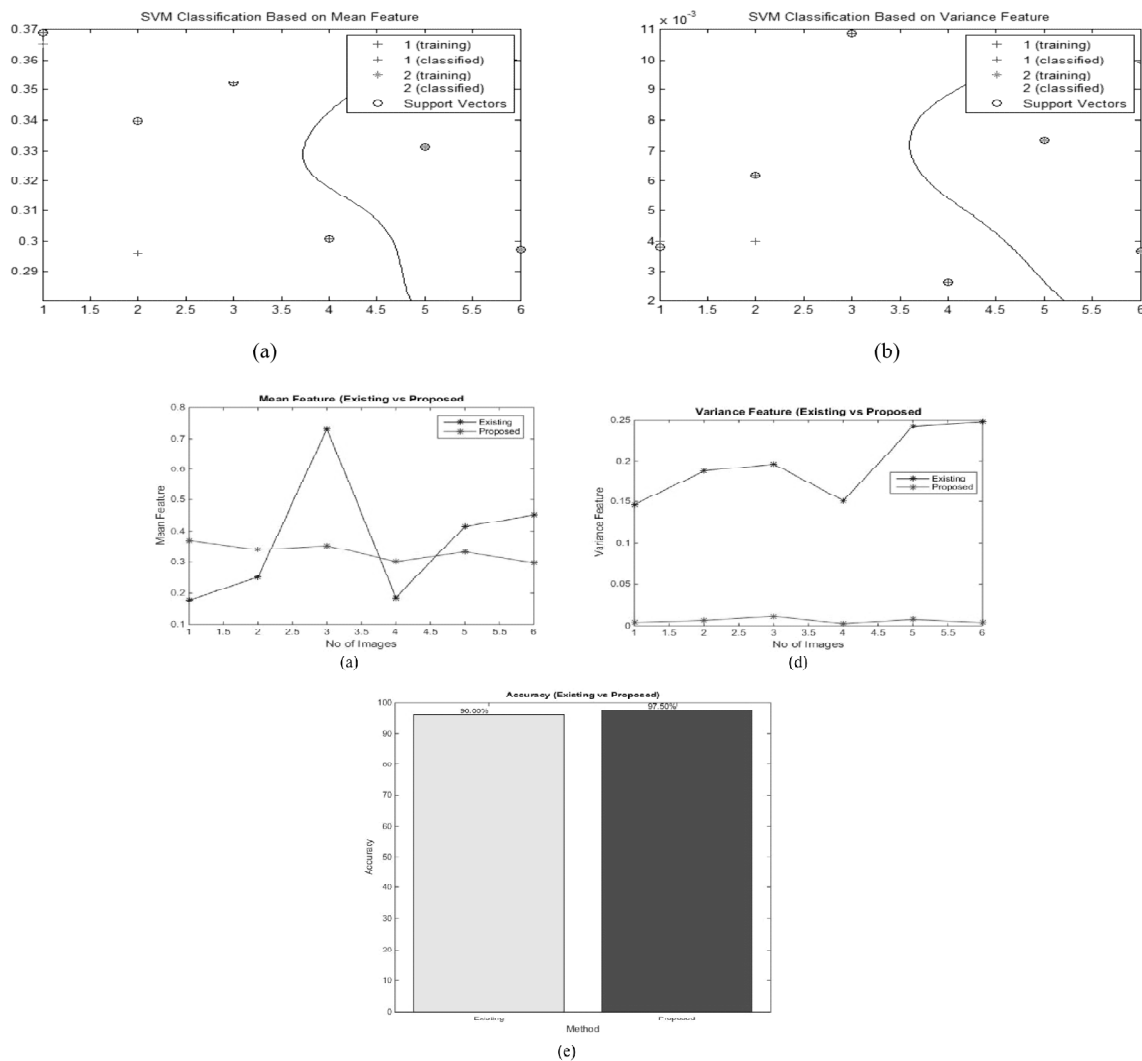 SVM Classification Based on Mean Feature
0.37
0.36
0.35
0.34
0.33
0.32
0.31
0.3
0.29
1 (training)
1 (classified)
2 (training)
2 (classified)
Support Vectors
1 1.5 2 2.5 3 3.5 4 4.5 5 5.5 6
(a)
SVM Classification Based on Variance Feature
x 10⁻³
11
10
9
8
7
6
5
4
3
2
1 (training)
1 (classified)
2 (training)
2 (classified)
Support Vectors
1 1.5 2 2.5 3 3.5 4 4.5 5 5.5 6
(b)
Mean Feature (Existing vs Proposed
0.8
0.7
0.6
0.5
0.4
0.3
0.2
0.1
Mean Feature
Existing
Proposed
1 1.5 2 2.5 3 3.5 4 4.5 5 5.5 6
No of Images
(a)
Variance Feature (Existing vs Proposed
0.25
0.2
0.15
0.1
0.05
0
Variance Feature
Existing
Proposed
1 1.5 2 2.5 3 3.5 4 4.5 5 5.5 6
No of Images
(d)
Accuracy (Existing vs Proposed)
100
90
80
70
60
50
40
30
20
10
0
Accuracy
97.50%
Existing Proposed
Method
(e)